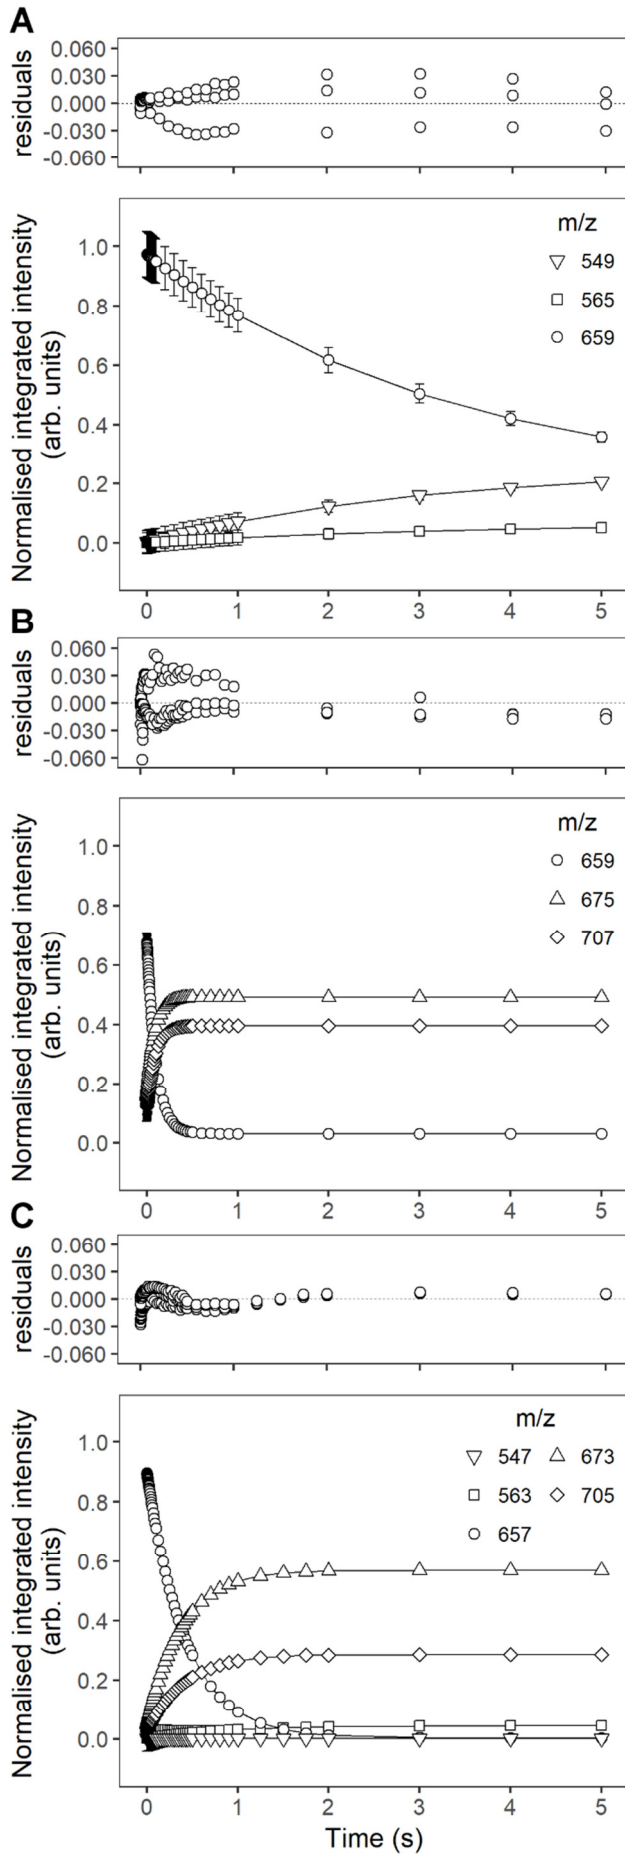 A
residuals
0.060
0.030
0.000
-0.030
-0.060
Normalised integrated intensity
(arb. units)
1.0
0.8
0.6
0.4
0.2
0.0
m/z
549
565
659
0 1 2 3 4 5
B
residuals
0.060
0.030
0.000
-0.030
-0.060
Normalised integrated intensity
(arb. units)
1.0
0.8
0.6
0.4
0.2
0.0
m/z
659
675
707
0 1 2 3 4 5
C
residuals
0.060
0.030
0.000
-0.030
-0.060
Normalised integrated intensity
(arb. units)
1.0
0.8
0.6
0.4
0.2
0.0
m/z
547 673
563 705
657
0 1 2 3 4 5
Time (s)